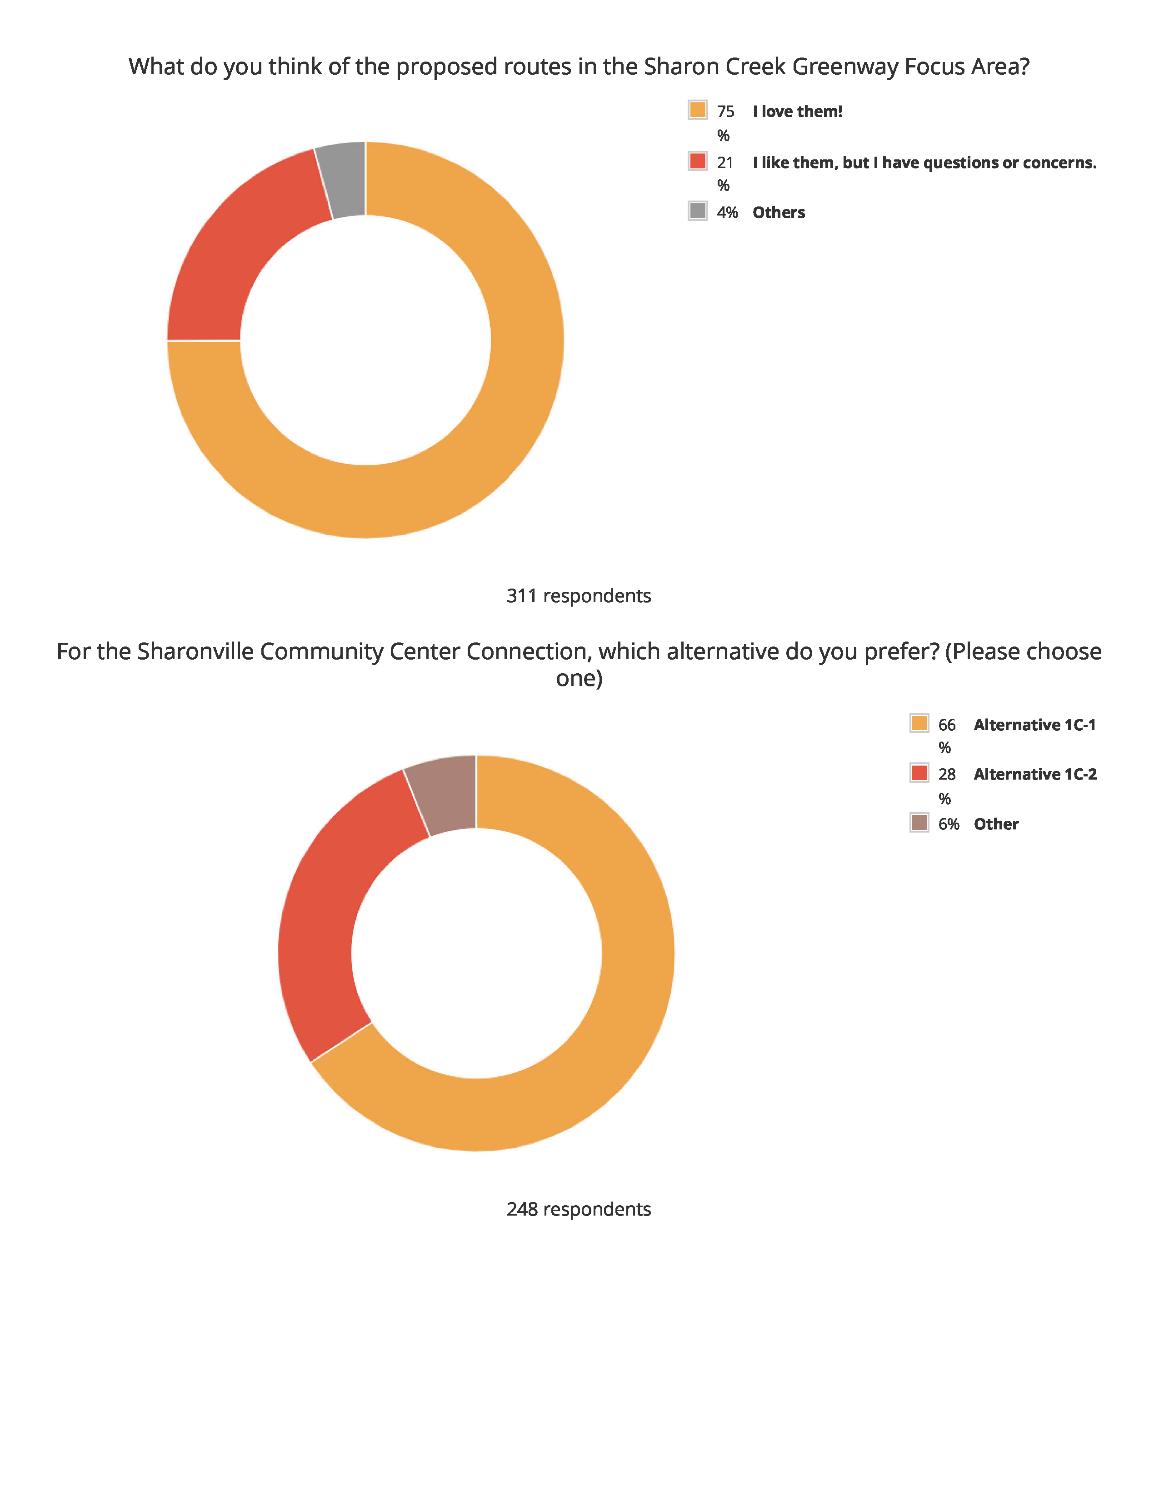 What do you think of the proposed routes in the Sharon Creek Greenway Focus Area?
75 I love them!
%
21 I like them, but I have questions or concerns.
%
4% Others
311 respondents
For the Sharonville Community Center Connection, which alternative do you prefer? (Please choose
one)
66 Alternative 1C-1
%
28 Alternative 1C-2
%
6% Other
248 respondents